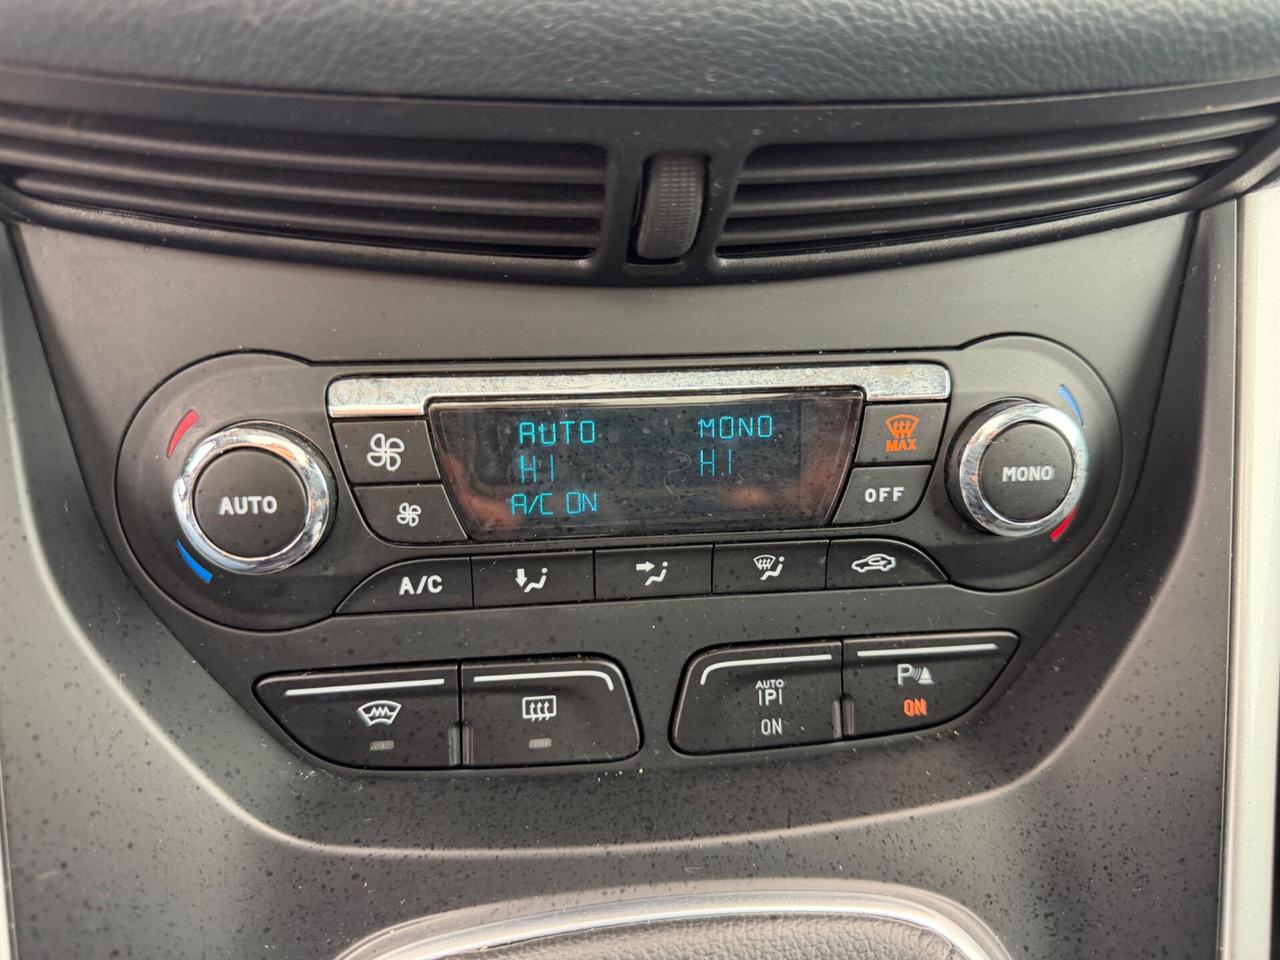 AUTO MONO
HI HI
A/C ON
MAX
AUTO
OFF
MONO
A/C
AUTO
P
ON
P
ON